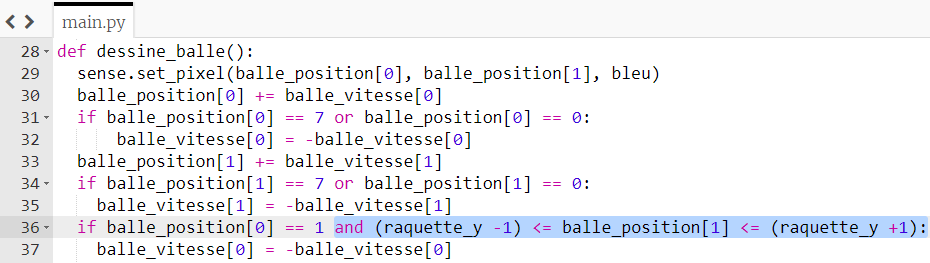 main.py
28 def dessine_balle():
29   sense.set_pixel(balle_position[0], balle_position[1], bleu)
30   balle_position[0] += balle_vitesse[0]
31   if balle_position[0] == 7 or balle_position[0] == 0:
32       balle_vitesse[0] = -balle_vitesse[0]
33   balle_position[1] += balle_vitesse[1]
34   if balle_position[1] == 7 or balle_position[1] == 0:
35     balle_vitesse[1] = -balle_vitesse[1]
36   if balle_position[0] == 1 and (raquette_y -1) <= balle_position[1] <= (raquette_y +1):
37     balle_vitesse[0] = -balle_vitesse[0]